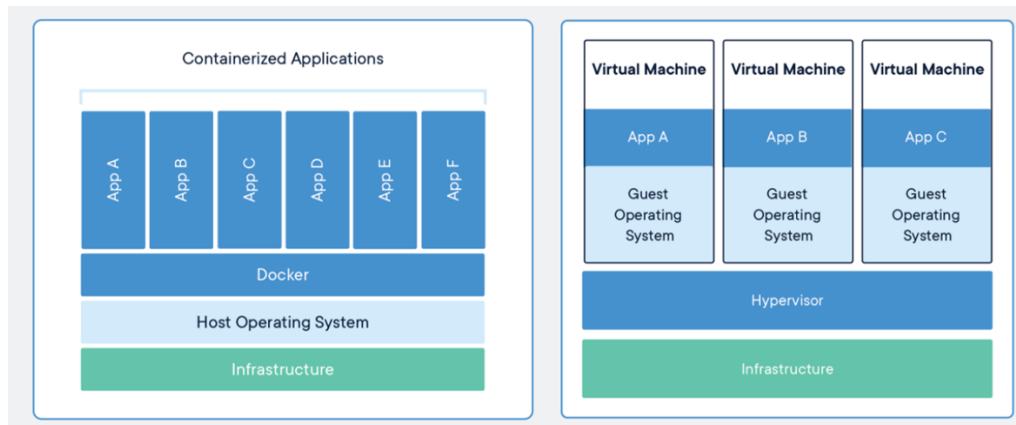 Containerized Applications
App A
App B
App C
App D
App E
App F
Docker
Host Operating System
Infrastructure
Virtual Machine
App A
Guest
Operating
System
Virtual Machine
App B
Guest
Operating
System
Virtual Machine
App C
Guest
Operating
System
Hypervisor
Infrastructure